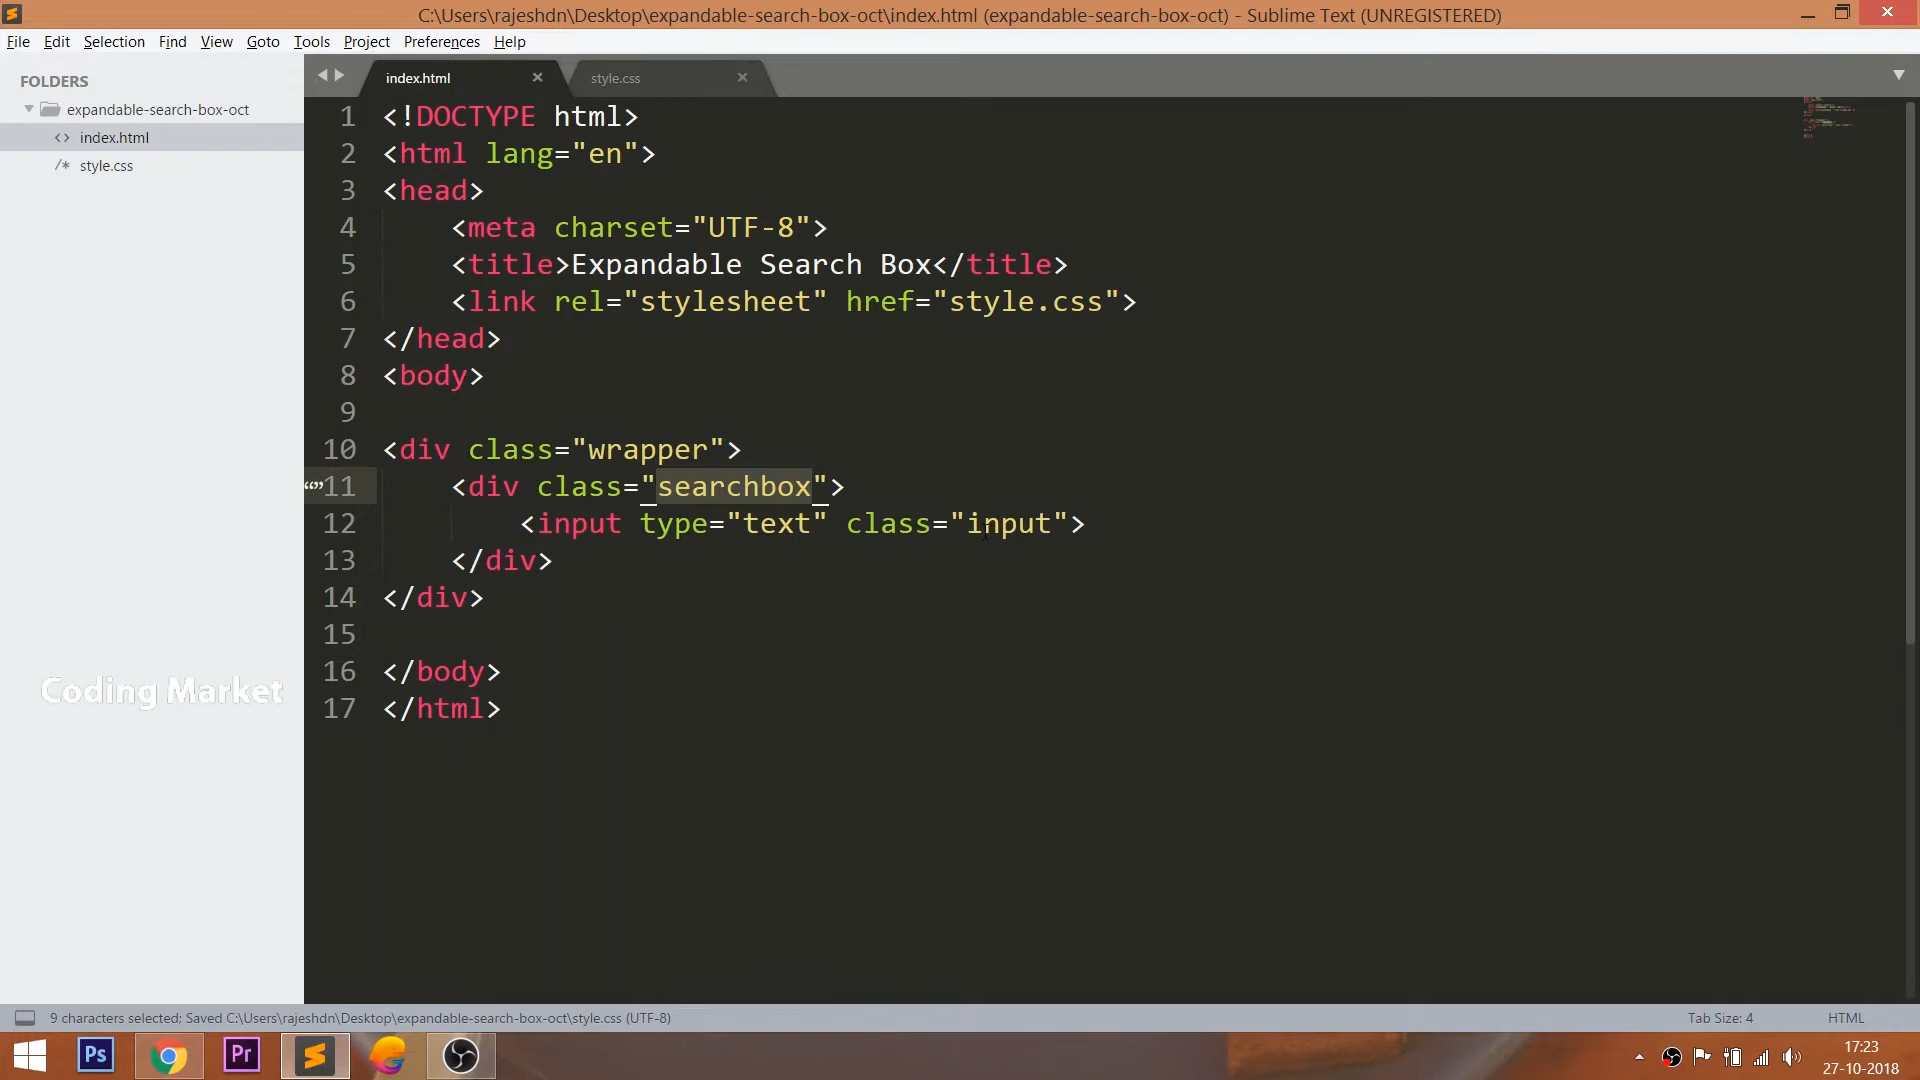 C:\Users\rajeshdn\Desktop\expandable-search-box-oct\index.html (expandable-search-box-oct) - Sublime Text (UNREGISTERED)
File Edit Selection Find View Goto Tools Project Preferences Help
FOLDERS
expandable-search-box-oct
<> index.html
/* style.css
index.html
style.css
1 <!DOCTYPE html>
2 <html lang="en">
3 <head>
4 <meta charset="UTF-8">
5 <title>Expandable Search Box</title>
6 <link rel="stylesheet" href="style.css">
7 </head>
8 <body>
9
10 <div class="wrapper">
“”11 <div class="searchbox">
12 <input type="text" class="input">
13 </div>
14 </div>
15
16 </body>
17 </html>
Coding Market
9 characters selected; Saved C:\Users\rajeshdn\Desktop\expandable-search-box-oct\style.css (UTF-8)
Tab Size: 4 HTML
Ps
Pr
17:23
27-10-2018